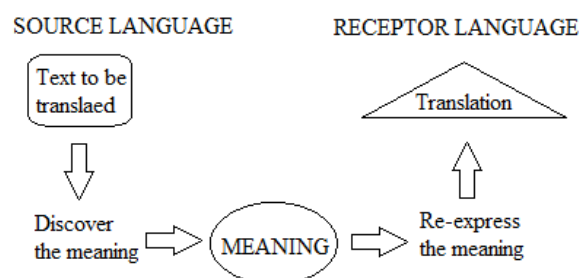 SOURCE LANGUAGE
RECEPTOR LANGUAGE
Text to be
translaed
Translation
Discover
the meaning
MEANING
Re-express
the meaning